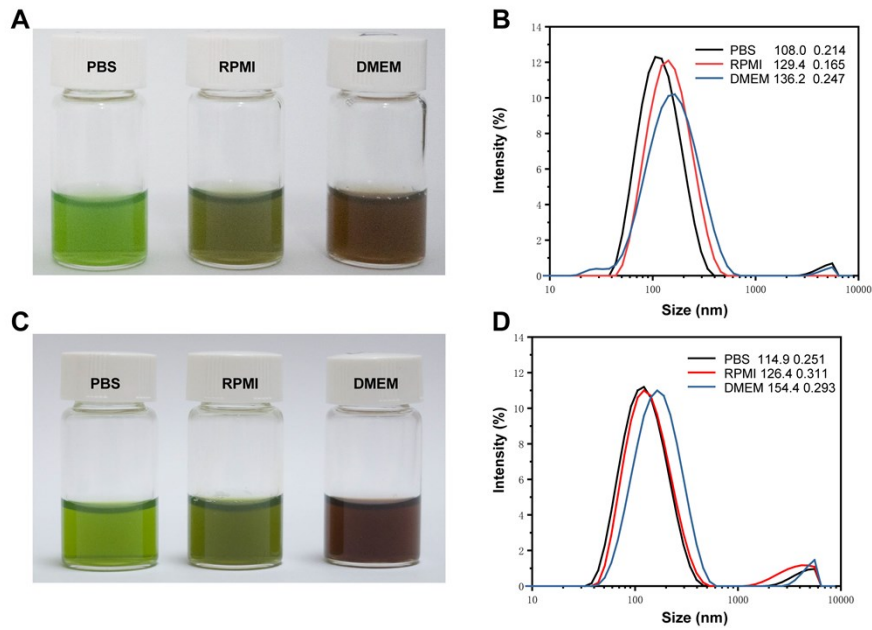 A
PBS
RPMI
DMEM
B
14
12
10
8
6
4
2
0
Intensity (%)
PBS 108.0 0.214
RPMI 129.4 0.165
DMEM 136.2 0.247
10
100
1000
10000
Size (nm)
C
PBS
RPMI
DMEM
D
14
12
10
8
6
4
2
0
Intensity (%)
PBS 114.9 0.251
RPMI 126.4 0.311
DMEM 154.4 0.293
10
100
1000
10000
Size (nm)